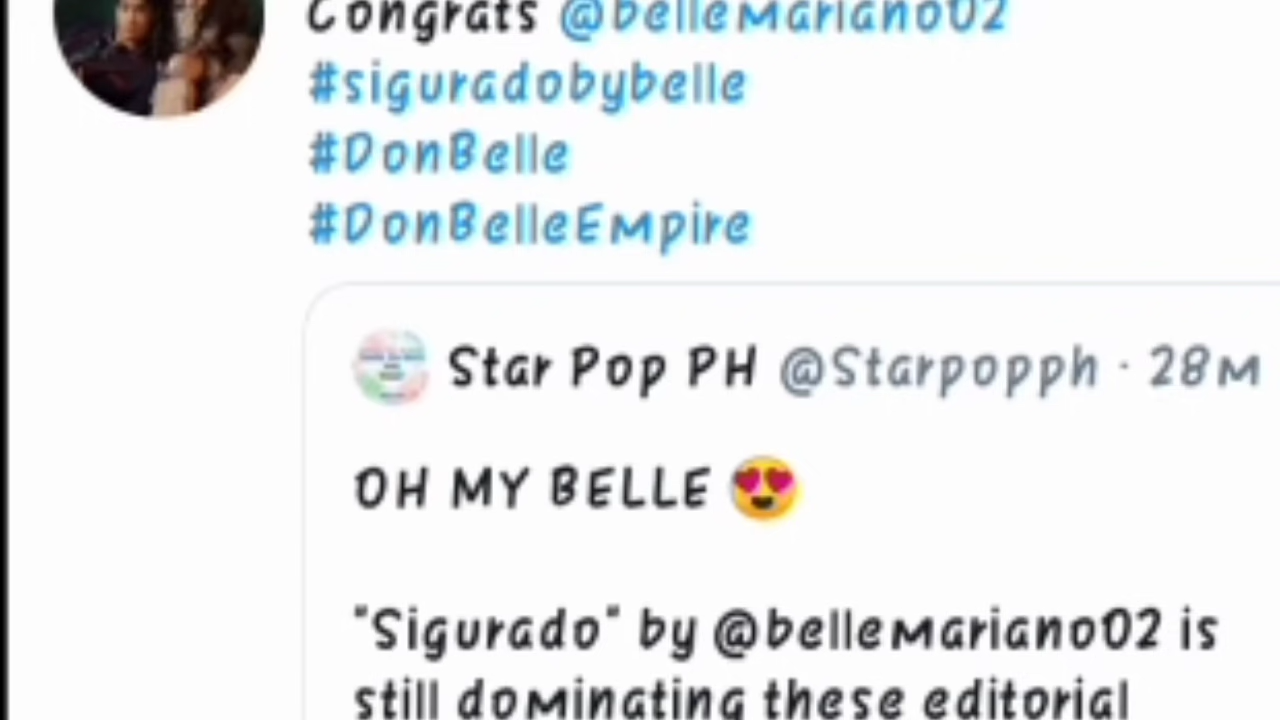 Congrats @bellemariano02
#siguradobybelle
#DonBelle
#DonBelleEmpire
Star Pop PH @Starpopph · 28m
OH MY BELLE 😍
"Sigurado" by @bellemariano02 is
still dominating these editorial